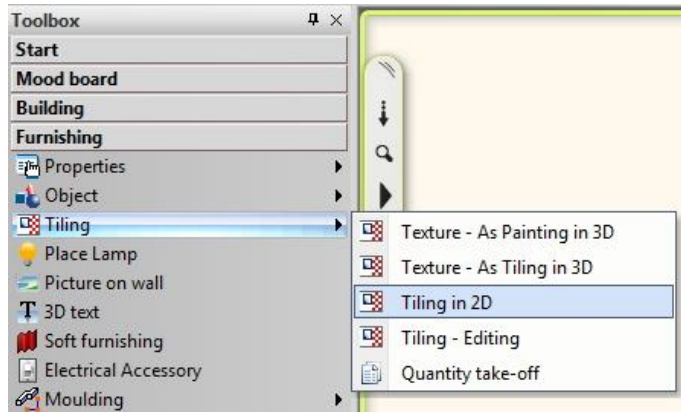 Toolbox
Start
Mood board
Building
Furnishing
Properties
Object
Tiling
Place Lamp
Picture on wall
3D text
Soft furnishing
Electrical Accessory
Moulding
Texture - As Painting in 3D
Texture - As Tiling in 3D
Tiling in 2D
Tiling - Editing
Quantity take-off